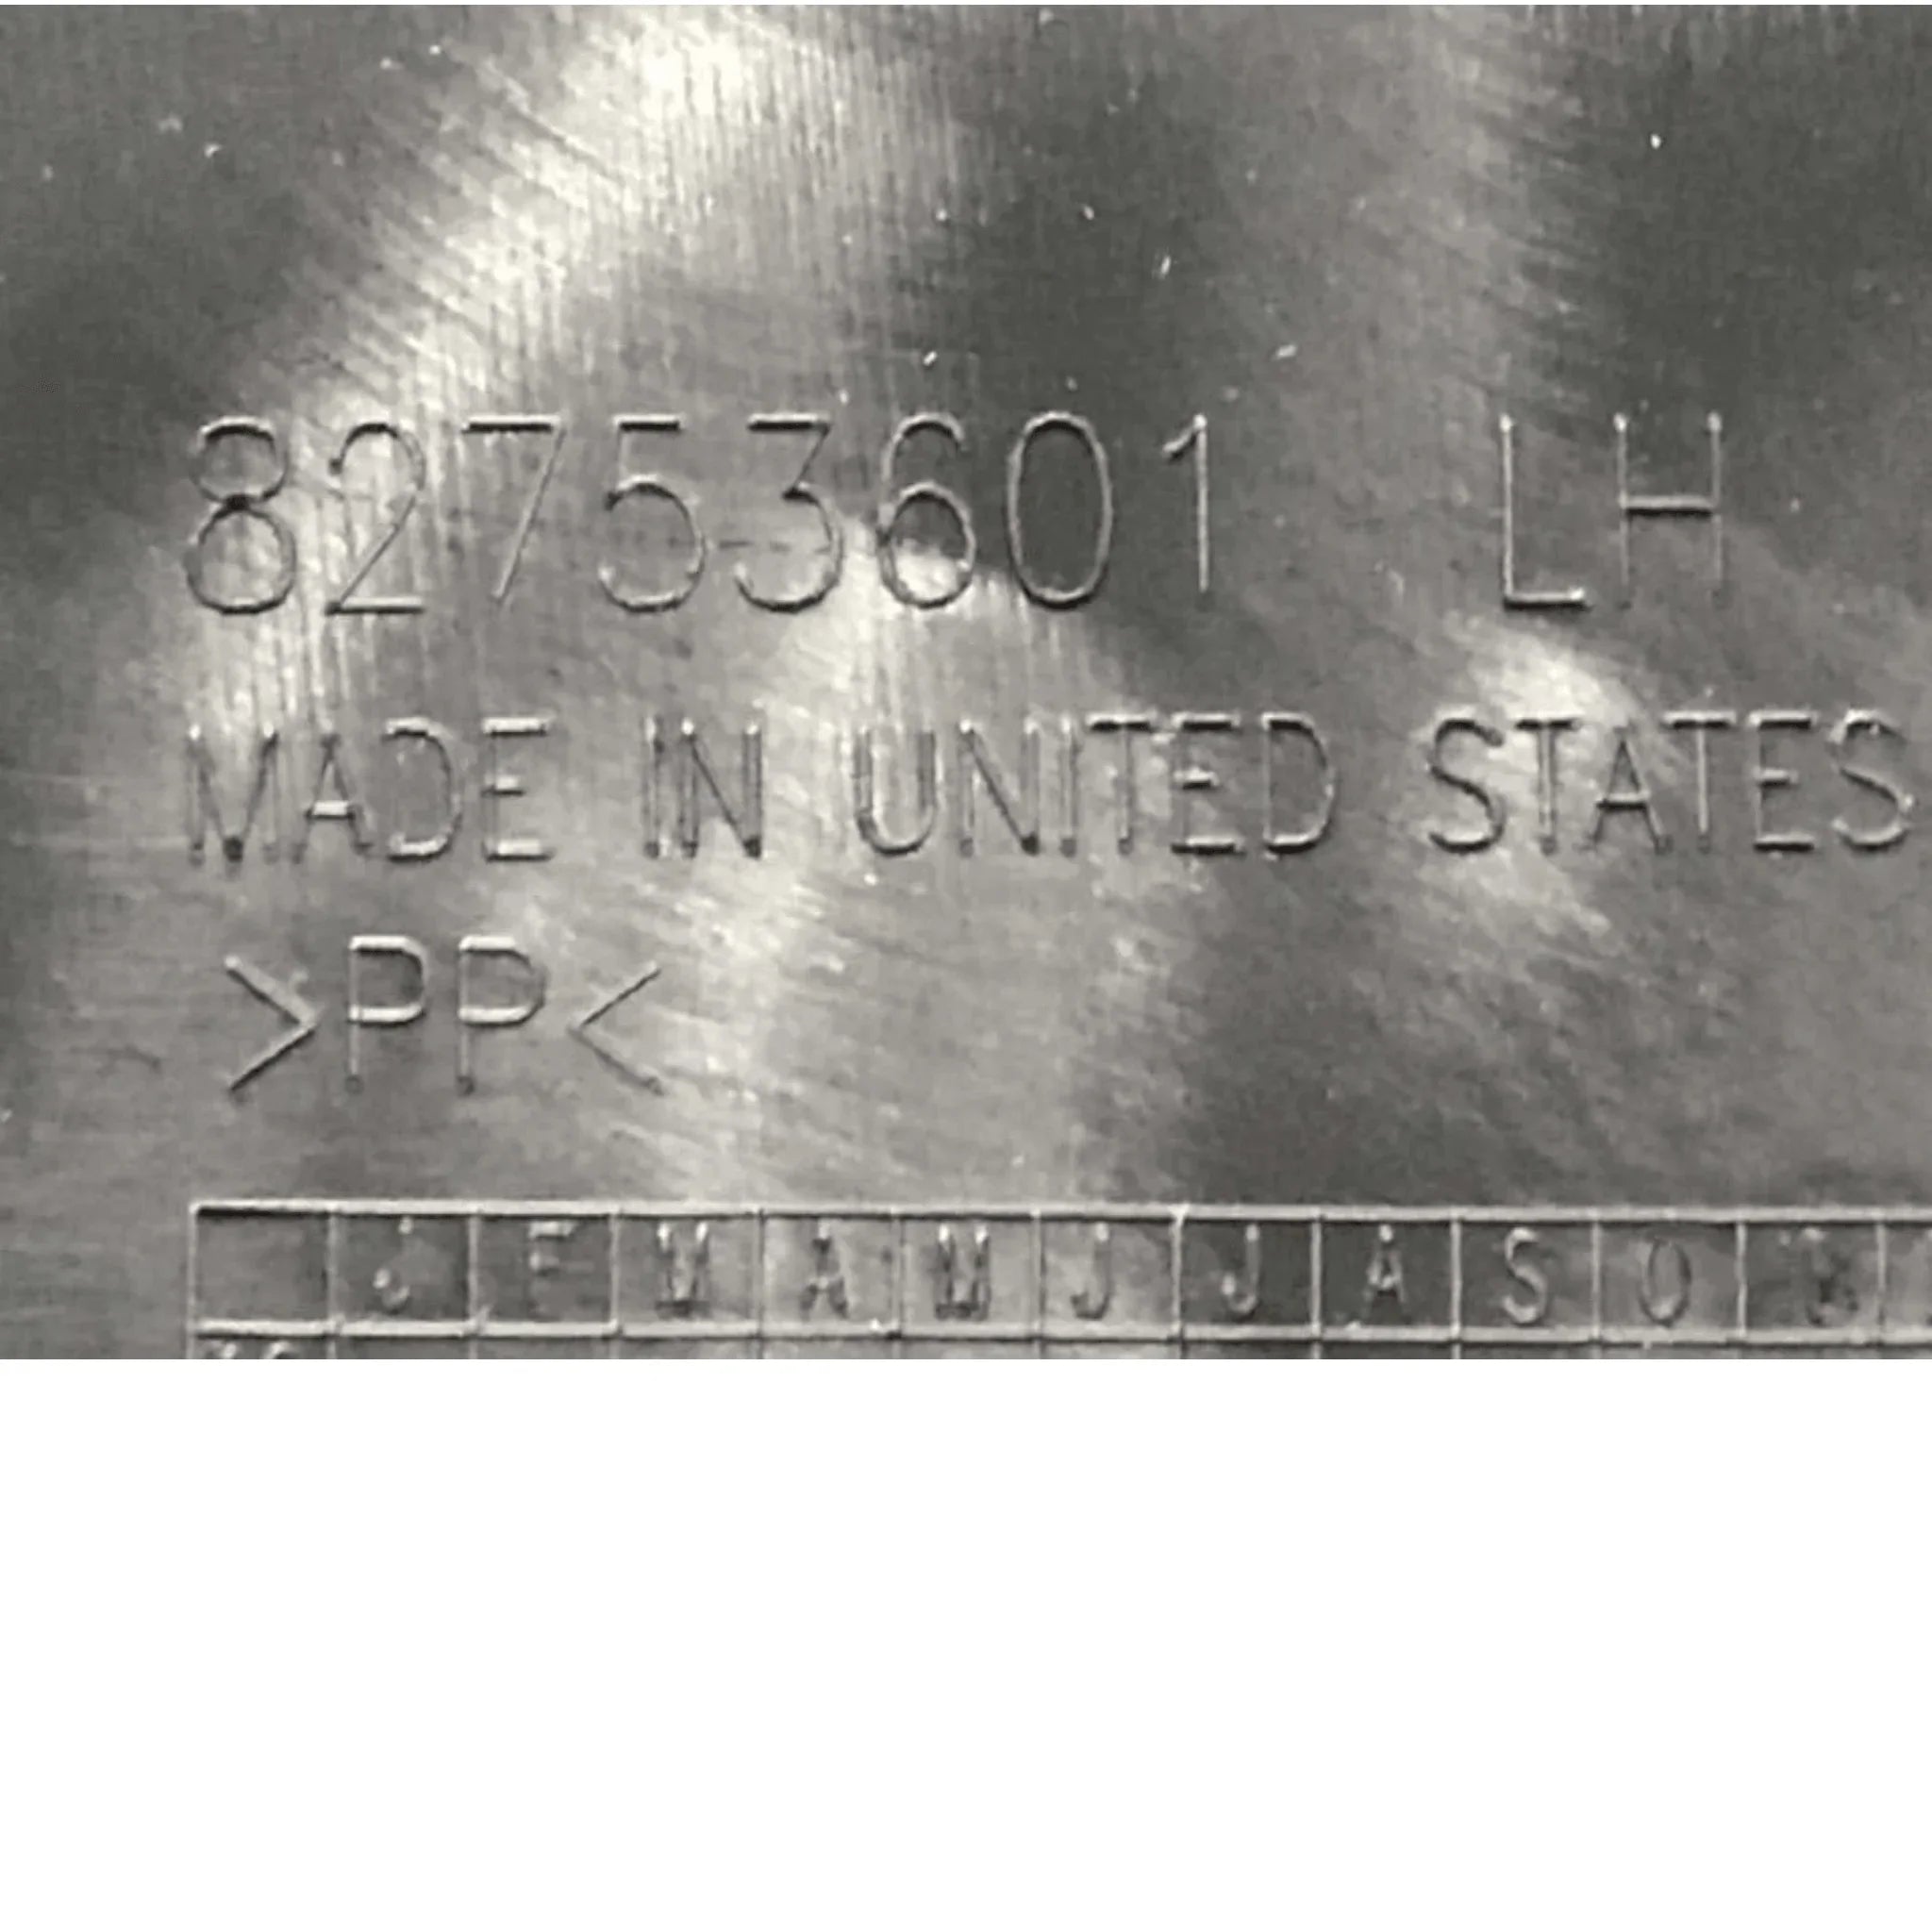 82753601 LH
MADE IN UNITED STATES
>PP<
J F M A M J J A S O N